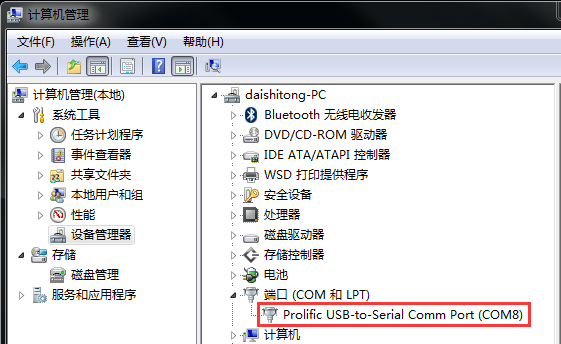 计算机管理
文件(F) 操作(A) 查看(V) 帮助(H)
计算机管理(本地)
系统工具
任务计划程序
事件查看器
共享文件夹
本地用户和组
性能
设备管理器
存储
磁盘管理
服务和应用程序
daishitong-PC
Bluetooth 无线电收发器
DVD/CD-ROM 驱动器
IDE ATA/ATAPI 控制器
WSD 打印提供程序
安全设备
处理器
磁盘驱动器
存储控制器
电池
端口 (COM 和 LPT)
Prolific USB-to-Serial Comm Port (COM8)
计算机